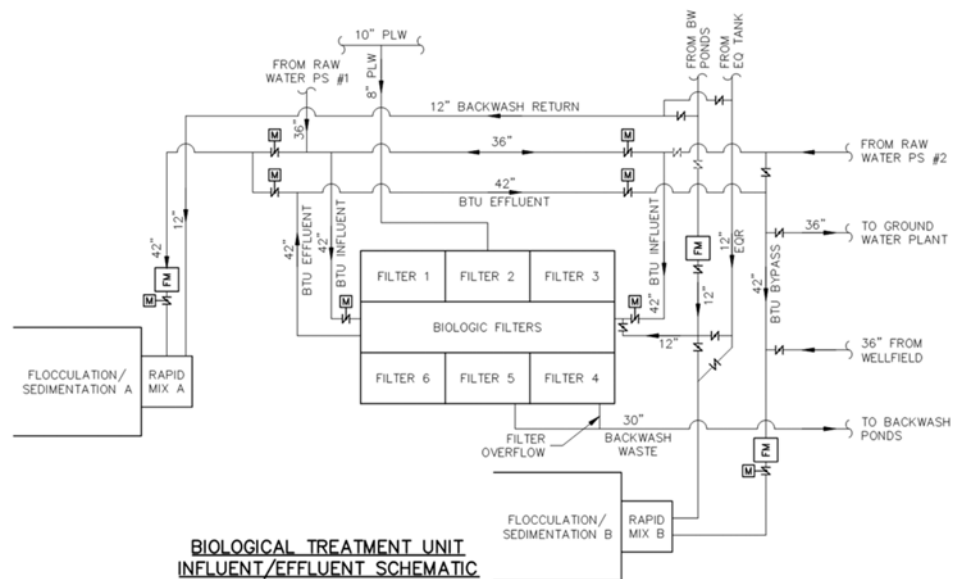 10" PLW
FROM RAW
WATER PS #1
8" PLW
FROM BW
PONDS
FROM
EQ TANK
12" BACKWASH RETURN
36"
36"
M
M
FROM RAW
WATER PS #2
M
M
42"
BTU EFFLUENT
42"
12"
42"
BTU EFFLUENT
42"
BTU INFLUENT
42" BTU INFLUENT
12"
EQR
36"
TO GROUND
WATER PLANT
FM
M
FM
12"
42"
BTU BYPASS
FILTER 1
FILTER 2
FILTER 3
M
M
BIOLOGIC FILTERS
12"
36" FROM
WELLFIELD
FLOCCULATION/
SEDIMENTATION A
RAPID
MIX A
FILTER 6
FILTER 5
FILTER 4
30"
BACKWASH
WASTE
FILTER
OVERFLOW
TO BACKWASH
PONDS
FM
M
FLOCCULATION/
SEDIMENTATION B
RAPID
MIX B
BIOLOGICAL TREATMENT UNIT
INFLUENT/EFFLUENT SCHEMATIC